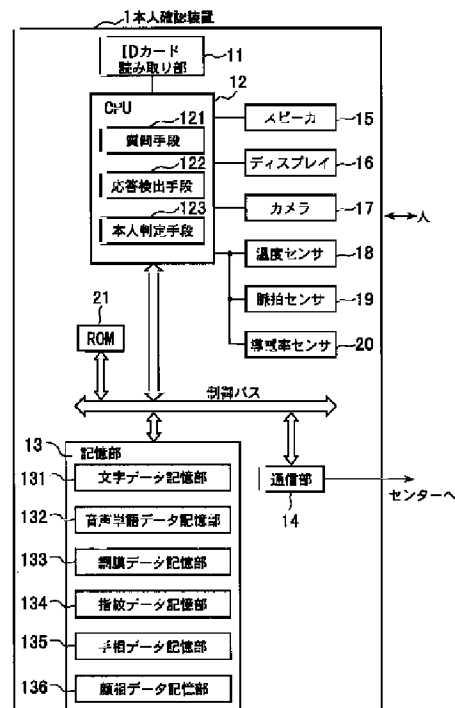 1 本人確認装置
IDカード
読み取り部
11
12
CPU
121
質問手段
122
応答検出手段
123
本人判定手段
スピーカ
15
ディスプレイ
16
カメラ
17
温度センサ
18
脈拍センサ
19
導電率センサ
20
人
21
ROM
制御バス
13
記憶部
131
文字データ記憶部
132
音声単語データ記憶部
133
網膜データ記憶部
134
指紋データ記憶部
135
手相データ記憶部
136
顔相データ記憶部
通信部
14
センターへ